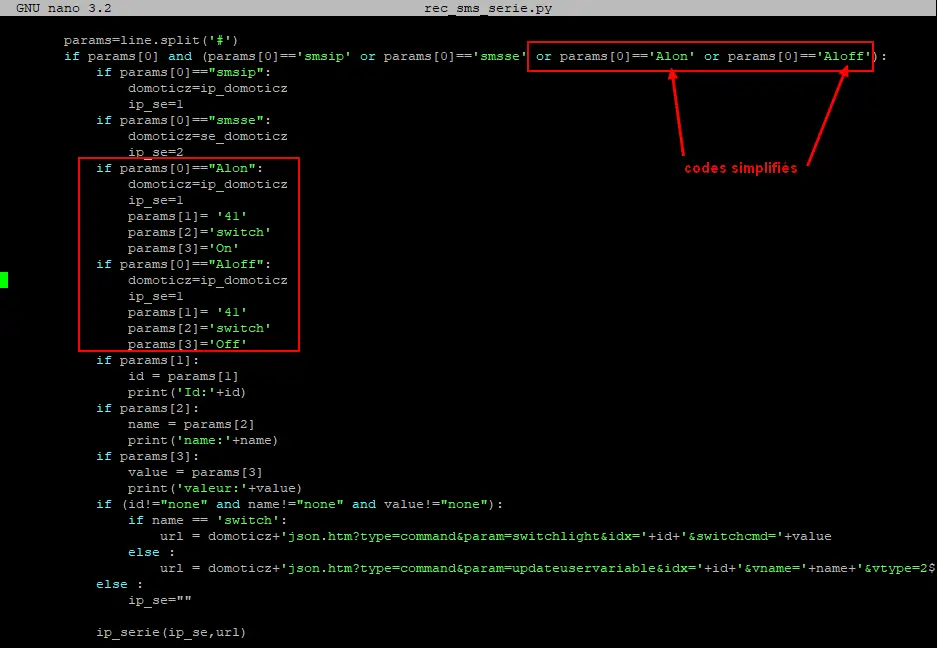 GNU nano 3.2 rec_sms_serie.py
params=line.split('#')
if params[0] and (params[0]=='smsip' or params[0]=='smsse' or params[0]=='Alon' or params[0]=='Aloff'):
if params[0]=="smsip":
domoticz=ip_domoticz
ip_se=1
if params[0]=="smsse":
domoticz=se_domoticz
ip_se=2
codes simplifiés
if params[0]=="Alon":
domoticz=ip_domoticz
ip_se=1
params[1]= '41'
params[2]='switch'
params[3]='On'
if params[0]=="Aloff":
domoticz=ip_domoticz
ip_se=1
params[1]= '41'
params[2]='switch'
params[3]='Off'
if params[1]:
id = params[1]
print('Id:'+id)
if params[2]:
name = params[2]
print('name:'+name)
if params[3]:
value = params[3]
print('valeur:'+value)
if (id!="none" and name!="none" and value!="none"):
if name == 'switch':
url = domoticz+'json.htm?type=command&param=switchlight&idx='+id+'&switchcmd='+value
else :
url = domoticz+'json.htm?type=command&param=updateuservariable&idx='+id+'&vname='+name+'&vtype=2$
else :
ip_se=""
ip_serie(ip_se,url)